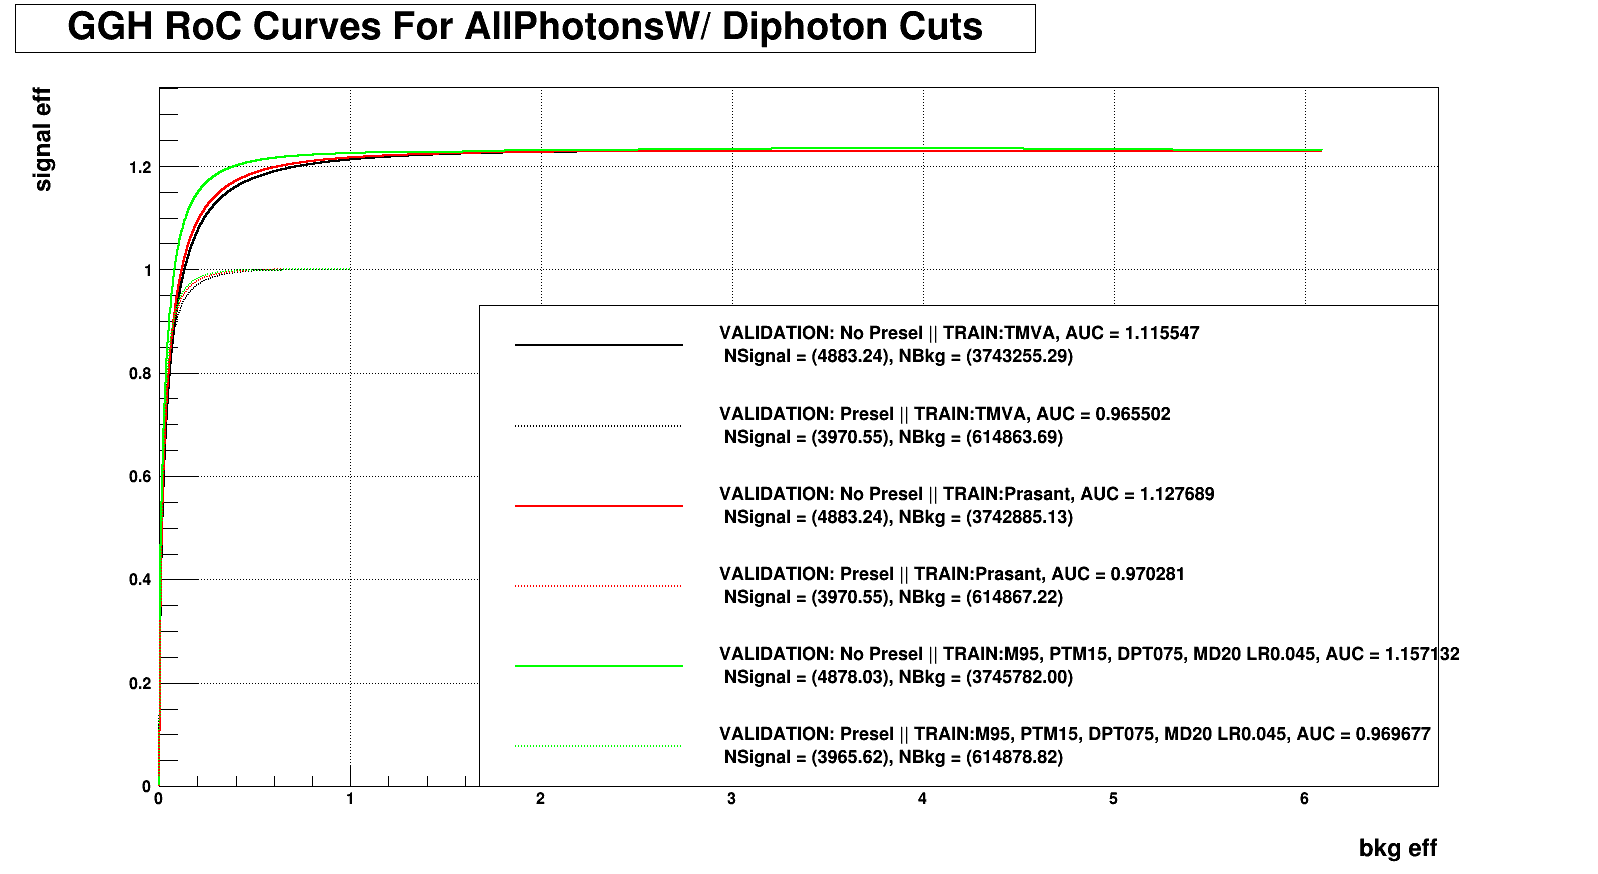 GGH RoC Curves For AllPhotonsW/ Diphoton Cuts
signal eff
1.2
1
0.8
0.6
0.4
0.2
0
VALIDATION: No Presel || TRAIN:TMVA, AUC = 1.115547
NSignal = (4883.24), NBkg = (3743255.29)
VALIDATION: Presel || TRAIN:TMVA, AUC = 0.965502
NSignal = (3970.55), NBkg = (614863.69)
VALIDATION: No Presel || TRAIN:Prasant, AUC = 1.127689
NSignal = (4883.24), NBkg = (3742885.13)
VALIDATION: Presel || TRAIN:Prasant, AUC = 0.970281
NSignal = (3970.55), NBkg = (614867.22)
VALIDATION: No Presel || TRAIN:M95, PTM15, DPT075, MD20 LR0.045, AUC = 1.157132
NSignal = (4878.03), NBkg = (3745782.00)
VALIDATION: Presel || TRAIN:M95, PTM15, DPT075, MD20 LR0.045, AUC = 0.969677
NSignal = (3965.62), NBkg = (614878.82)
0 1 2 3 4 5 6
bkg eff